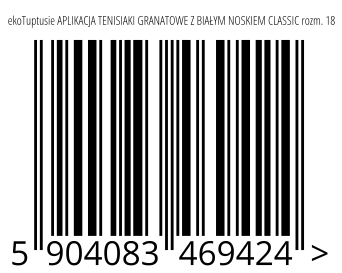 ekoTuptusie APLIKACJA TENISIAKI GRANATOWE Z BIAŁYM NOSKIEM CLASSIC rozm. 18
5 904083 469424 >